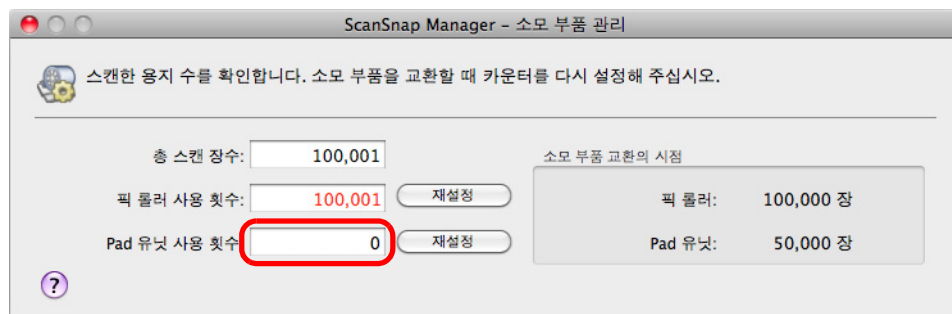 ScanSnap Manager – 소모 부품 관리
스캔한 용지 수를 확인합니다. 소모 부품을 교환할 때 카운터를 다시 설정해 주십시오.
총 스캔 장수: 100,001
소모 부품 교환의 시점
픽 롤러 사용 횟수: 100,001 재설정
픽 롤러: 100,000 장
Pad 유닛 사용 횟수 0 재설정
Pad 유닛: 50,000 장
?